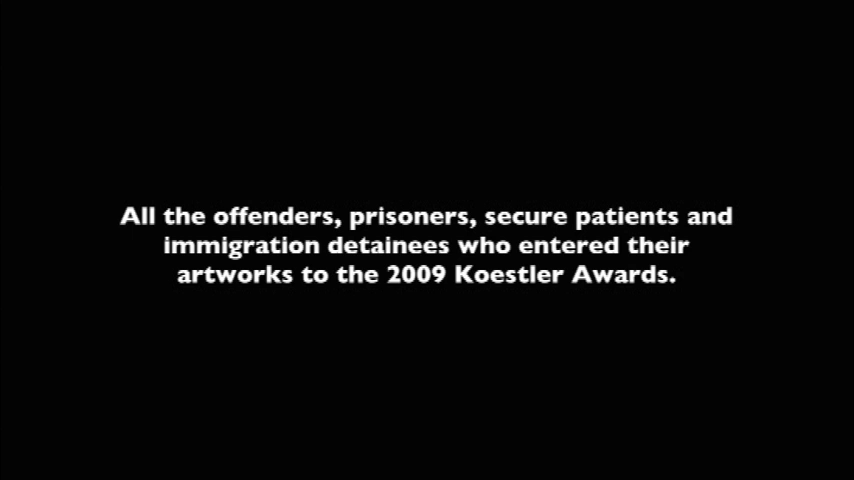 All the offenders, prisoners, secure patients and
immigration detainees who entered their
artworks to the 2009 Koestler Awards.